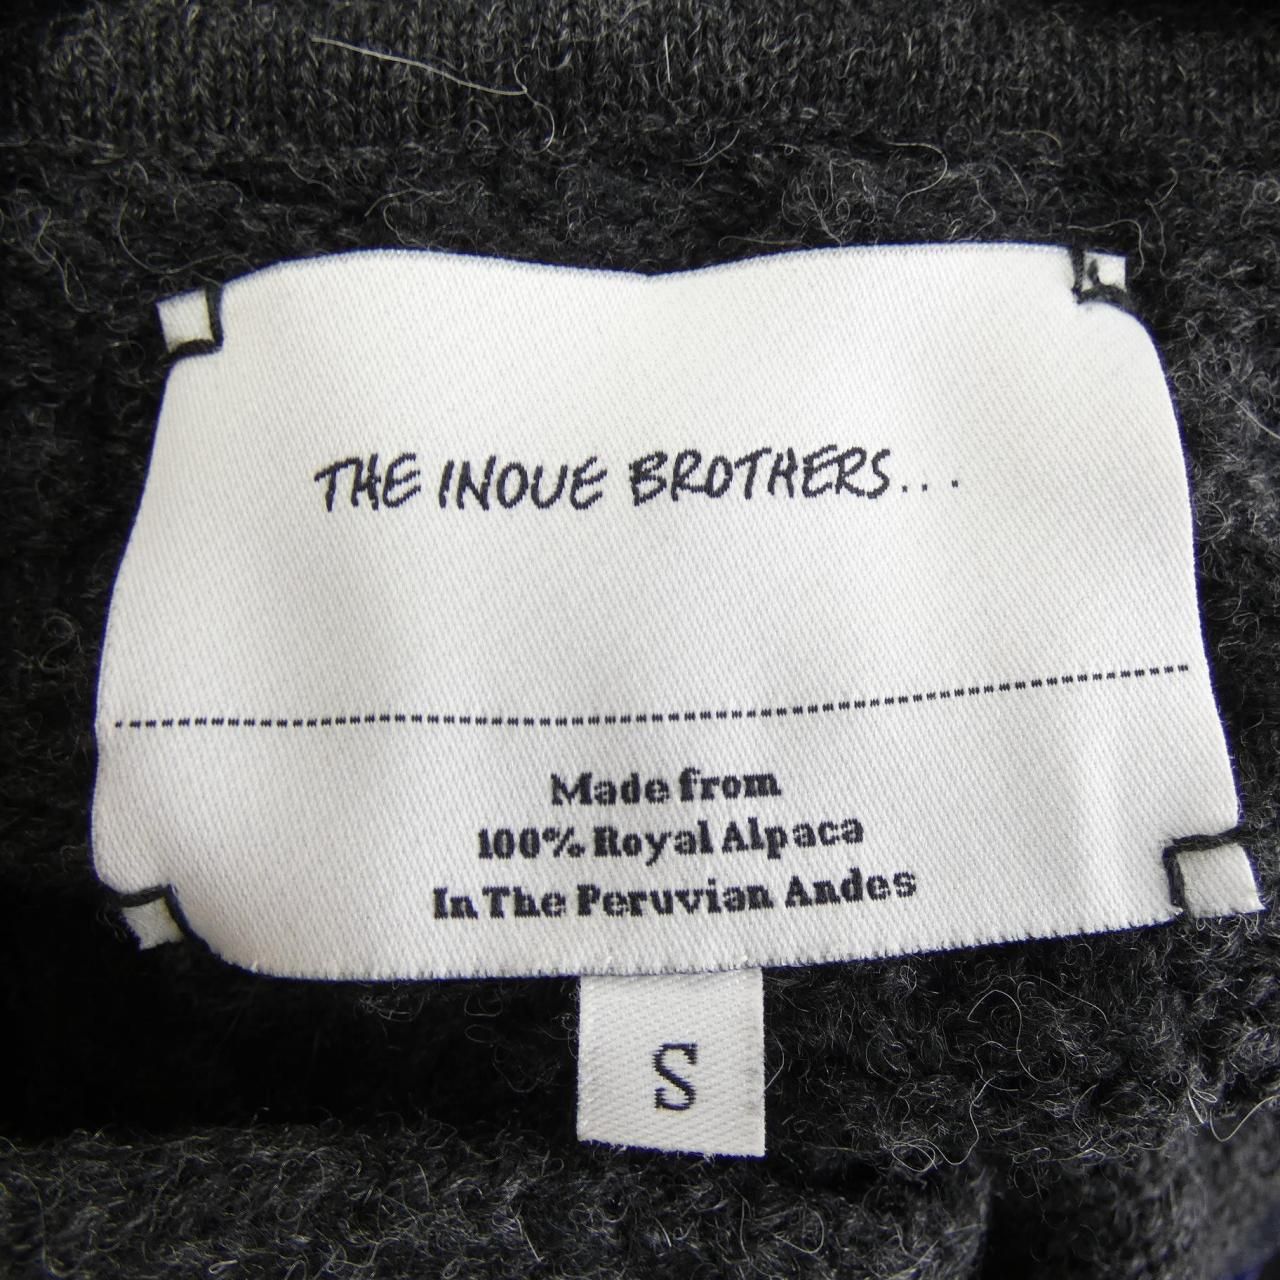 THE INOUE BROTHERS...
Made from
100% Royal Alpaca
In The Peruvian Andes
S